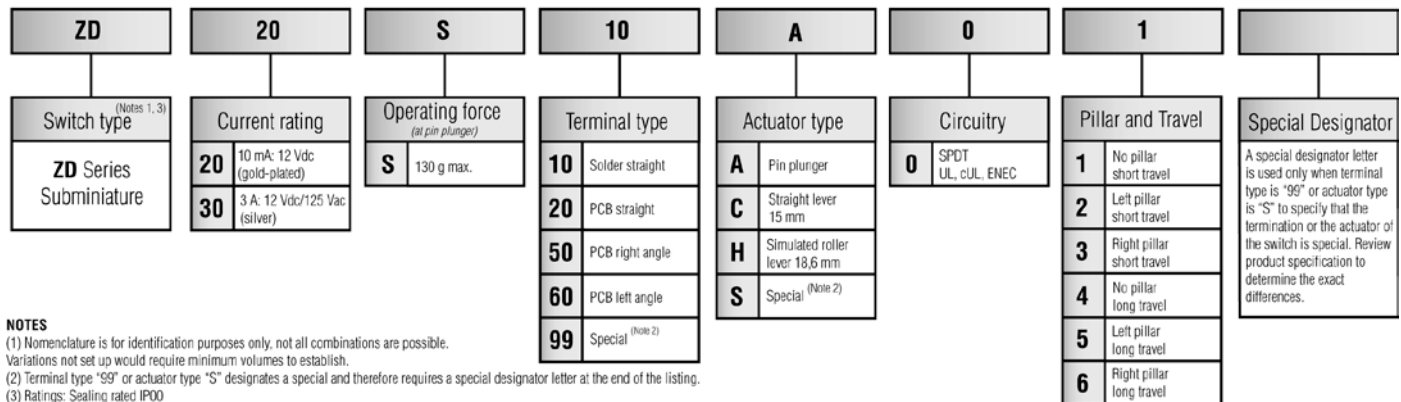 ZD 20 S 10 A 0 1
Switch type (Notes 1, 3)
ZD Series
Subminiature
Current rating
20 10 mA: 12 Vdc
(gold-plated)
30 3 A: 12 Vdc/125 Vac
(silver)
Operating force
(at pin plunger)
S 130 g max.
Terminal type
10 Solder straight
20 PCB straight
50 PCB right angle
60 PCB left angle
99 Special (Note 2)
Actuator type
A Pin plunger
C Straight lever
15 mm
H Simulated roller
lever 18,6 mm
S Special (Note 2)
Circuitry
0 SPDT
UL, cUL, ENEC
Pillar and Travel
1 No pillar
short travel
2 Left pillar
short travel
3 Right pillar
short travel
4 No pillar
long travel
5 Left pillar
long travel
6 Right pillar
long travel
Special Designator
A special designator letter
is used only when terminal
type is “99” or actuator type
is “S” to specify that the
termination or the actuator of
the switch is special. Review
product specification to
determine the exact
differences.
NOTES
(1) Nomenclature is for identification purposes only, not all combinations are possible.
Variations not set up would require minimum volumes to establish.
(2) Terminal type “99” or actuator type “S” designates a special and therefore requires a special designator letter at the end of the listing.
(3) Ratings: Sealing rated IP00